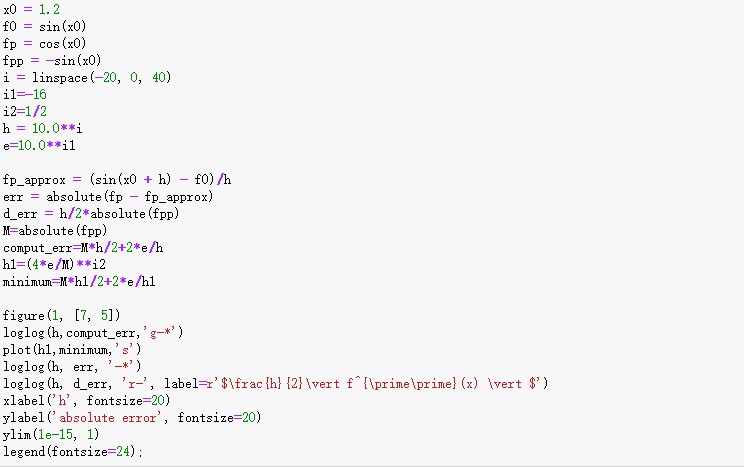 x0 = 1.2
f0 = sin(x0)
fp = cos(x0)
fpp = -sin(x0)
i = linspace(-20, 0, 40)
i1=-16
i2=1/2
h = 10.0**i
e=10.0**i1
fp_approx = (sin(x0 + h) - f0)/h
err = absolute(fp - fp_approx)
d_err = h/2*absolute(fpp)
M=absolute(fpp)
comput_err=M*h/2+2*e/h
h1=(4*e/M)**i2
minimum=M*h1/2+2*e/h1
figure(1, [7, 5])
loglog(h,comput_err,'g-*')
plot(h1,minimum,'s')
loglog(h, err, '-*')
loglog(h, d_err, 'r-', label=r'$\frac{h}{2}\vert f^{\prime\prime}(x) \vert $')
xlabel('h', fontsize=20)
ylabel('absolute error', fontsize=20)
ylim(1e-15, 1)
legend(fontsize=24);